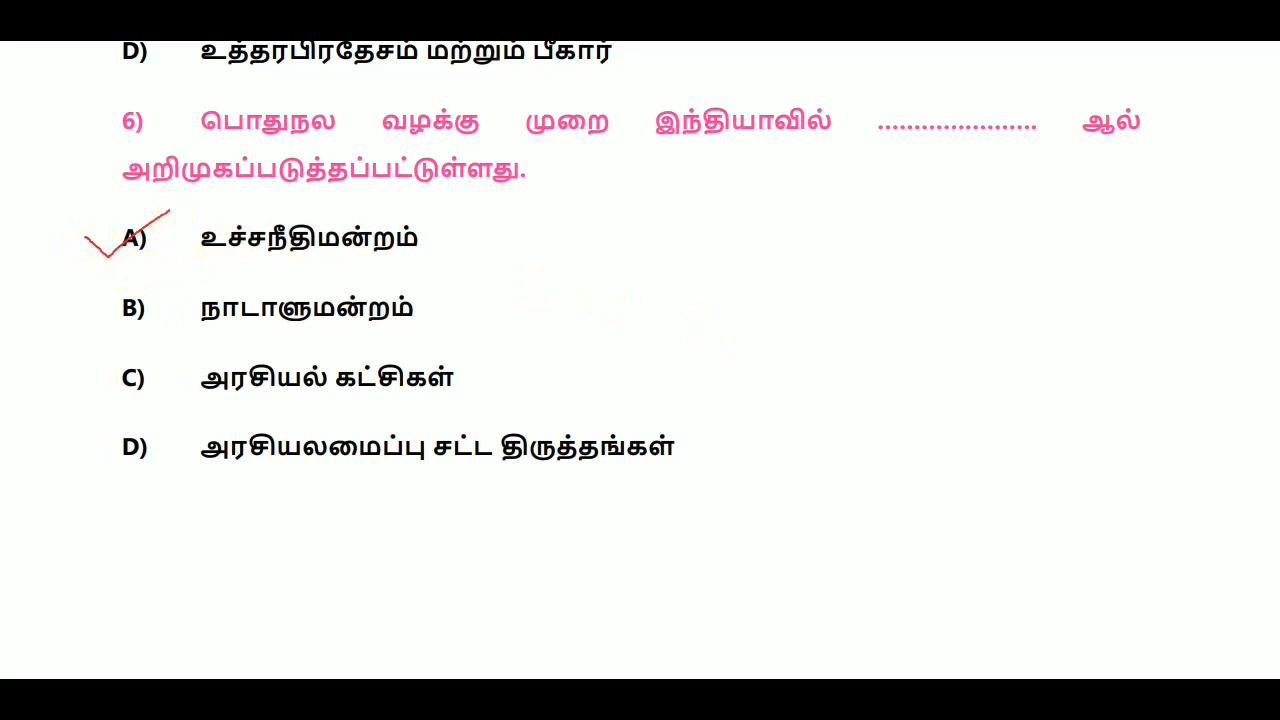 D) உத்தரபிரதேசம் மற்றும் பீகார்
6) பொதுநல வழக்கு முறை இந்தியாவில் ...................... ஆல்
அறிமுகப்படுத்தப்பட்டுள்ளது.
A) உச்சநீதிமன்றம்
B) நாடாளுமன்றம்
C) அரசியல் கட்சிகள்
D) அரசியலமைப்பு சட்ட திருத்தங்கள்